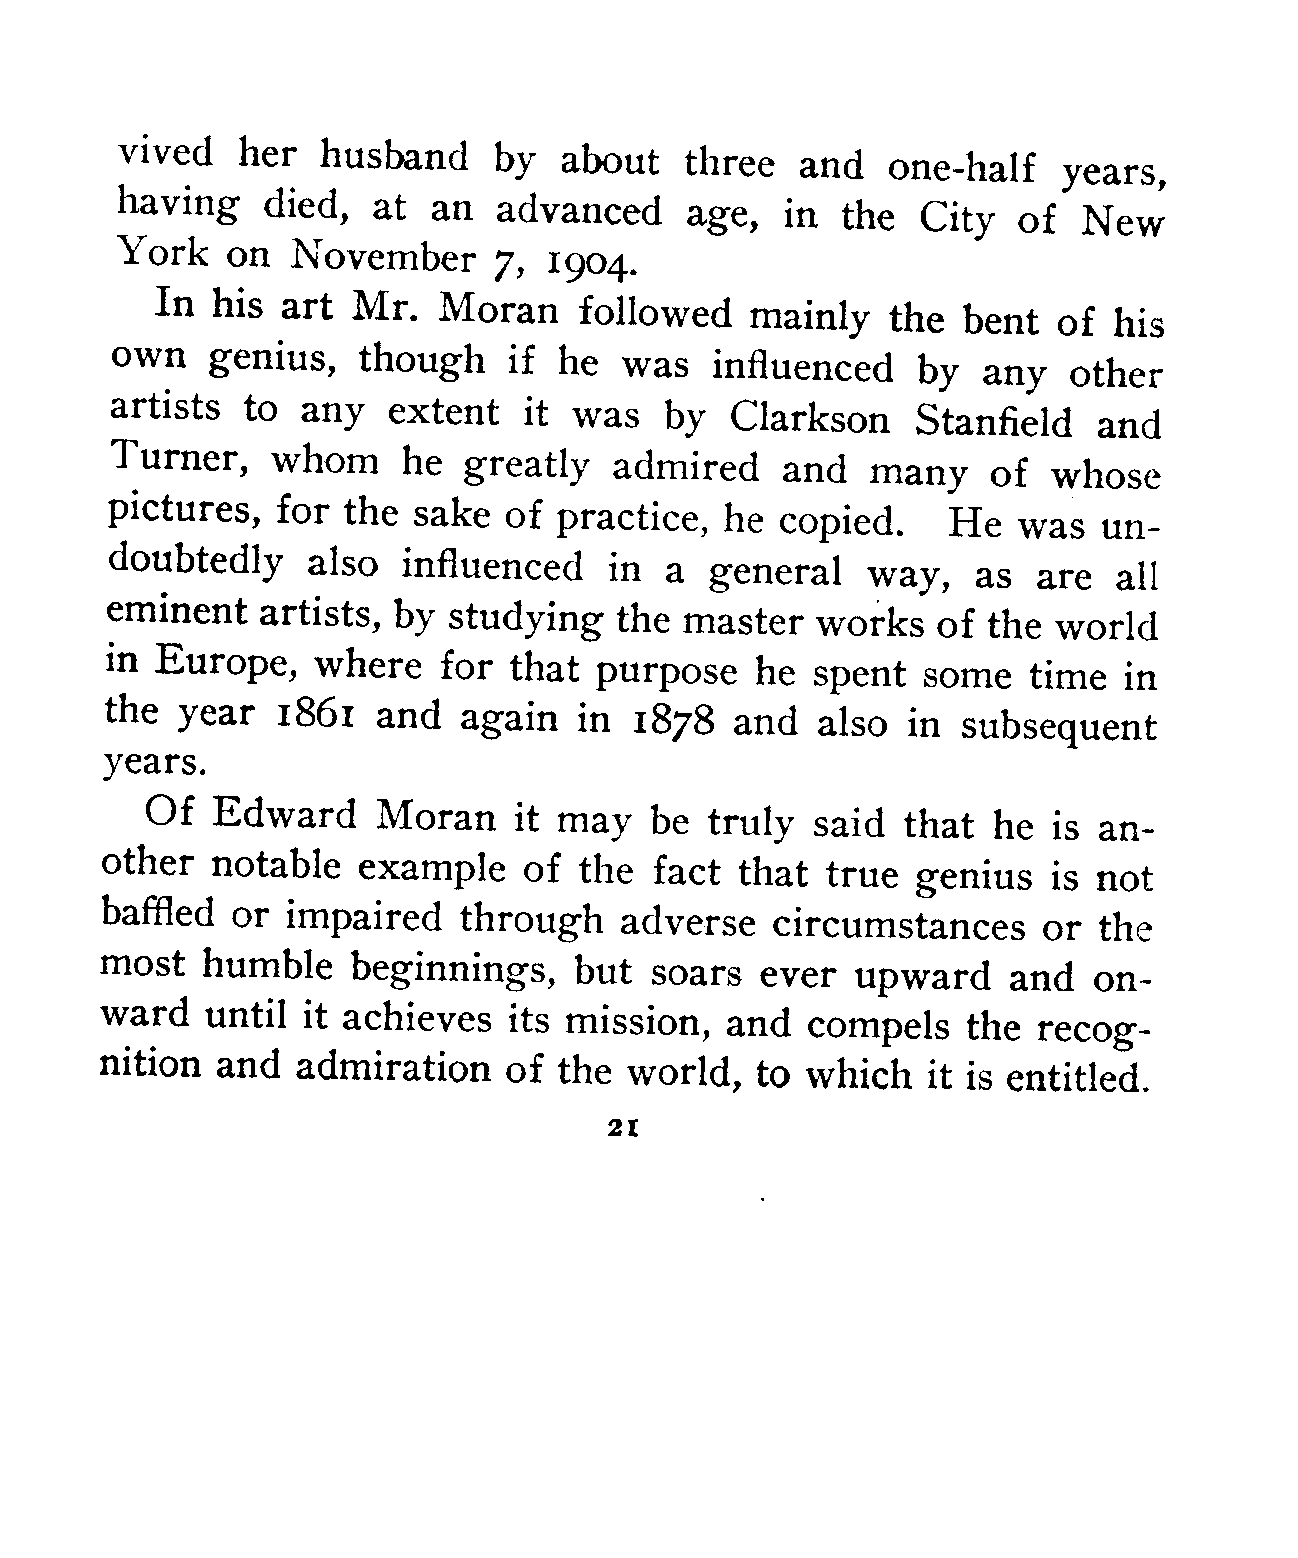 vived her husband by about three and one-half years,
having died, at an advanced age, in the City of New
York on November 7, 1904.
In his art Mr. Moran followed mainly the bent of his
own genius, though if he was influenced by any other
artists to any extent it was by Clarkson Stanfield and
Turner, whom he greatly admired and many of whose
pictures, for the sake of practice, he copied. He was un-
doubtedly also influenced in a general way, as are all
eminent artists, by studying the master works of the world
in Europe, where for that purpose he spent some time in
the year 1861 and again in 1878 and also in subsequent
years.
Of Edward Moran it may be truly said that he is an-
other notable example of the fact that true genius is not
baffled or impaired through adverse circumstances or the
most humble beginnings, but soars ever upward and on-
ward until it achieves its mission, and compels the recog-
nition and admiration of the world, to which it is entitled.
21